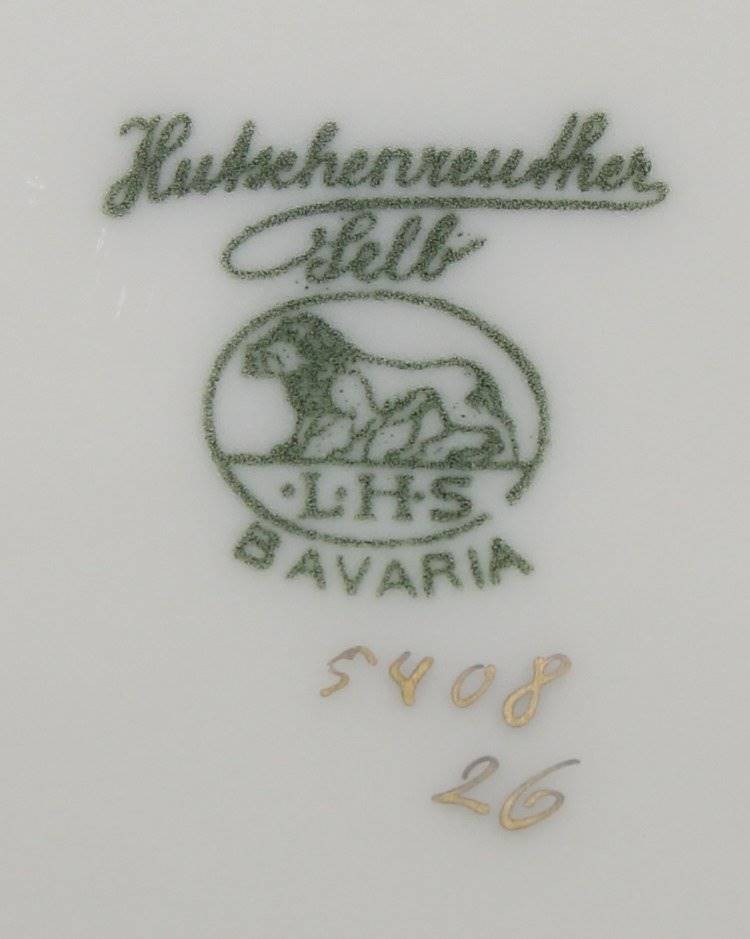 Hutschenreuther
Selb
·L·H·S
BAVARIA
5408
26